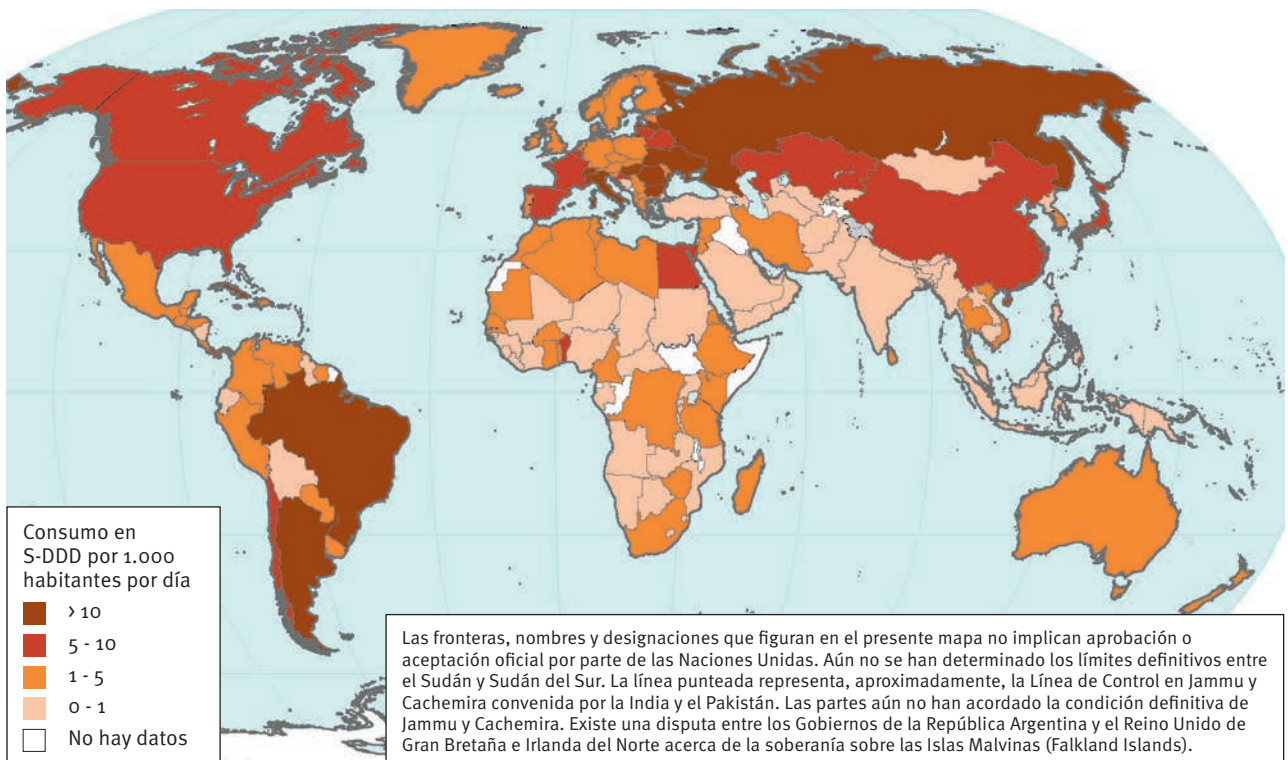 Consumo en
S-DDD por 1.000
habitantes por día
> 10
5 - 10
1 - 5
0 - 1
No hay datos
Las fronteras, nombres y designaciones que figuran en el presente mapa no implican aprobación o
aceptación oficial por parte de las Naciones Unidas. Aún no se han determinado los límites definitivos entre
el Sudán y Sudán del Sur. La línea punteada representa, aproximadamente, la Línea de Control en Jammu y
Cachemira convenida por la India y el Pakistán. Las partes aún no han acordado la condición definitiva de
Jammu y Cachemira. Existe una disputa entre los Gobiernos de la República Argentina y el Reino Unido de
Gran Bretaña e Irlanda del Norte acerca de la soberanía sobre las Islas Malvinas (Falkland Islands).